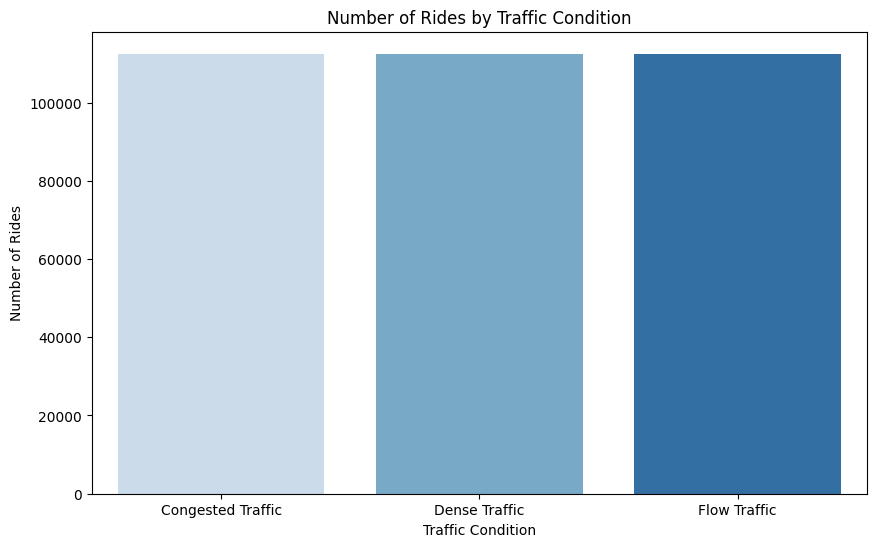 Number of Rides by Traffic Condition
Number of Rides
100000
80000
60000
40000
20000
0
Congested Traffic
Dense Traffic
Flow Traffic
Traffic Condition